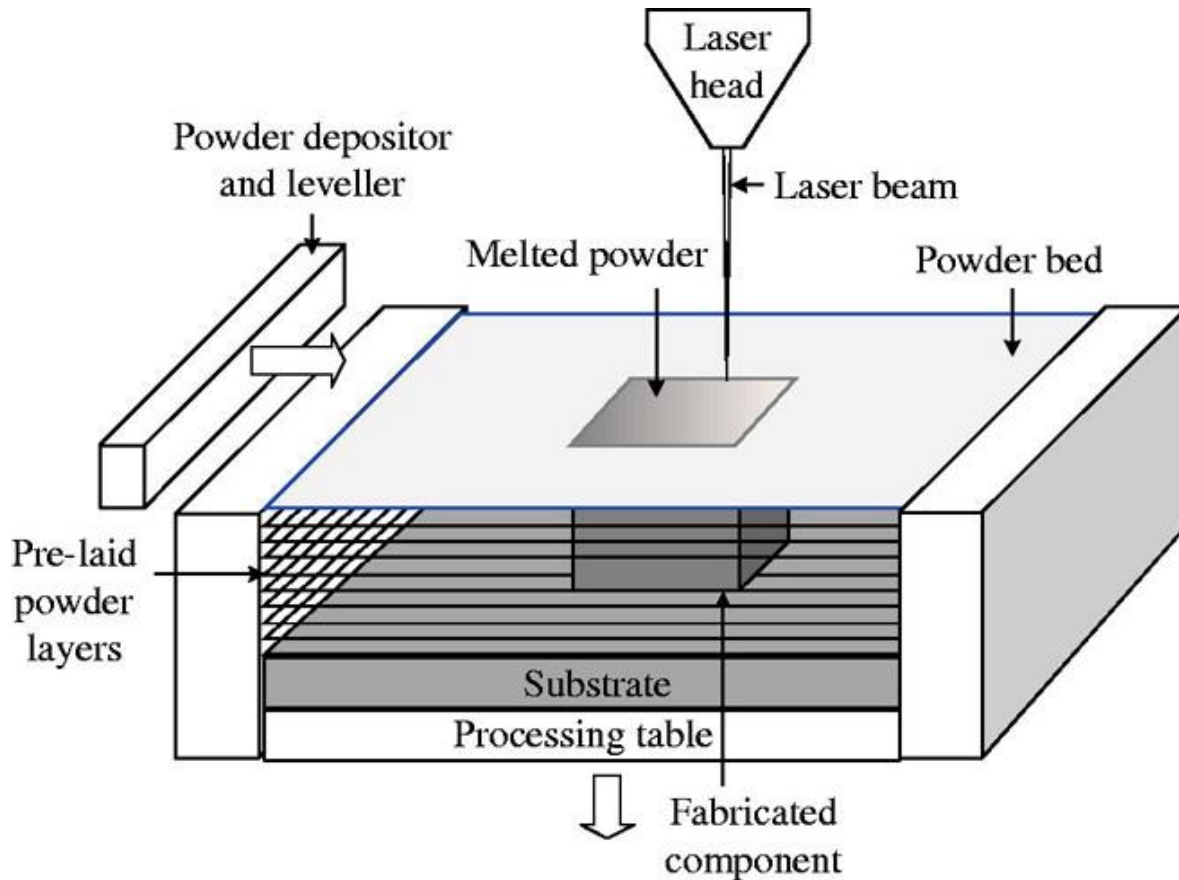 Laser
head
Powder depositor
and leveller
Laser beam
Melted powder
Powder bed
Pre-laid
powder
layers
Substrate
Processing table
Fabricated
component